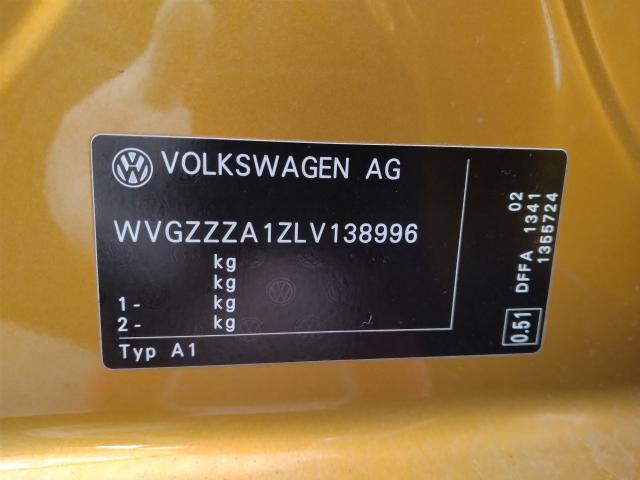 VOLKSWAGEN AG
WVGZZZA1ZLV138996
kg
kg
1- kg
2- kg
Typ A1
02
DFFA 1341
1355724
0.51